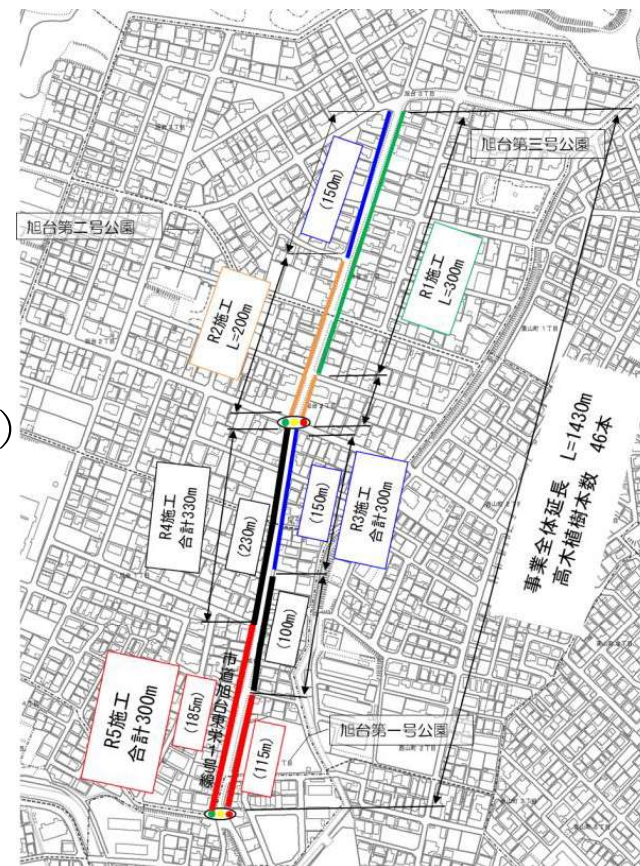 旭台第三号公園
(150m)
旭台第二号公園
R1施工
L=300m
R2施工
L=200m
R4施工
合計330m
(230m)
(150m)
R3施工
合計300m
事業全体延長 L=1430m
高木植樹本数 46本
(100m)
R5施工
合計300m
(185m)
旭台第一号公園
(115m)